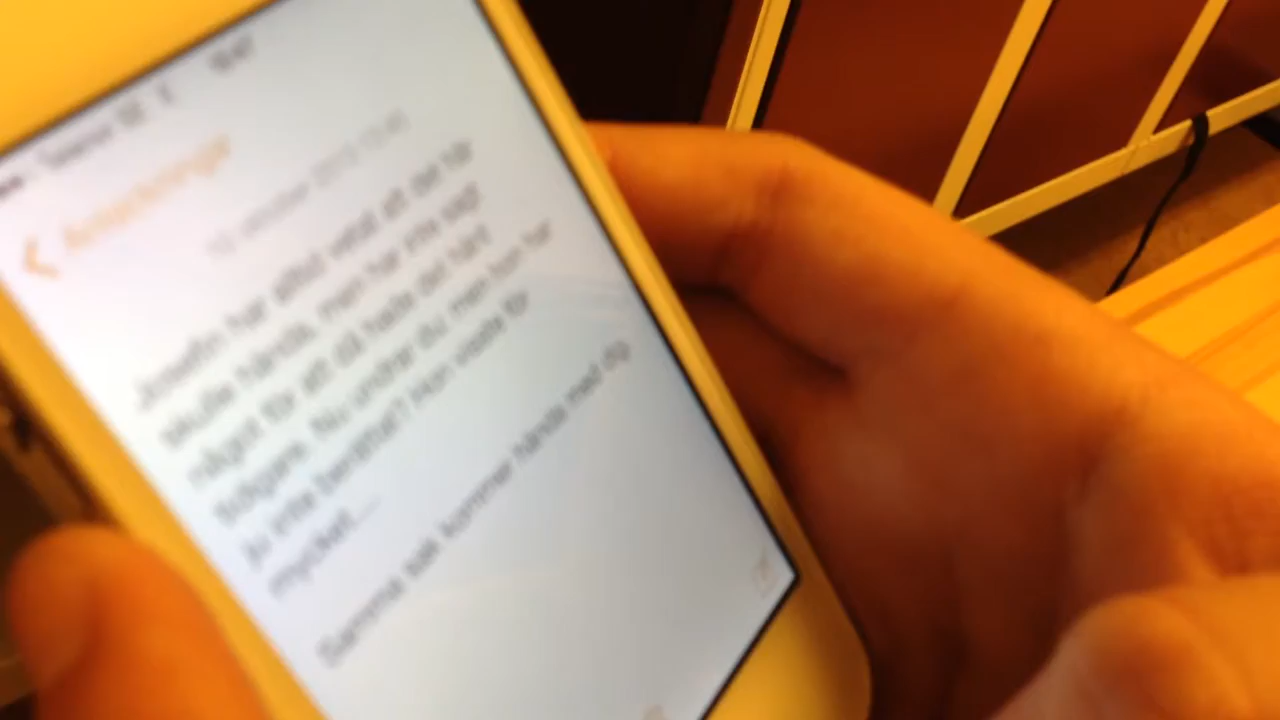 Josefin har alltid vetat att det här
skulle hända, men har inte sagt
något för att då hade det hänt
tidigare. Nu undrar du men hon har
ju inte berättat? Hon visste för
mycket...
Samma sak kommer hända med dig